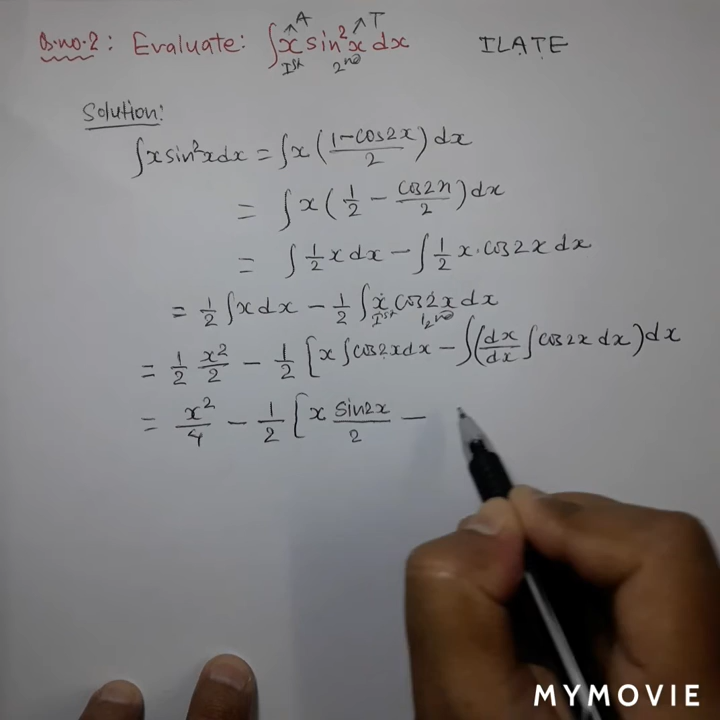 Q.no.2: Evaluate: ∫x sin²x dx ILATE
A T
Ist 2nd
Solution:
∫x sin²x dx = ∫x((1-cos2x)/2) dx
= ∫x(1/2 - cos2x/2) dx
= ∫1/2 x dx - ∫1/2 x·cos2x dx
= 1/2 ∫x dx - 1/2 ∫x cos2x dx
Ist 2nd
= 1/2 x²/2 - 1/2 [x ∫cos2x dx - ∫(dx/dx ∫cos2x dx) dx
= x²/4 - 1/2 [x sin2x/2 -
MYMOVIE